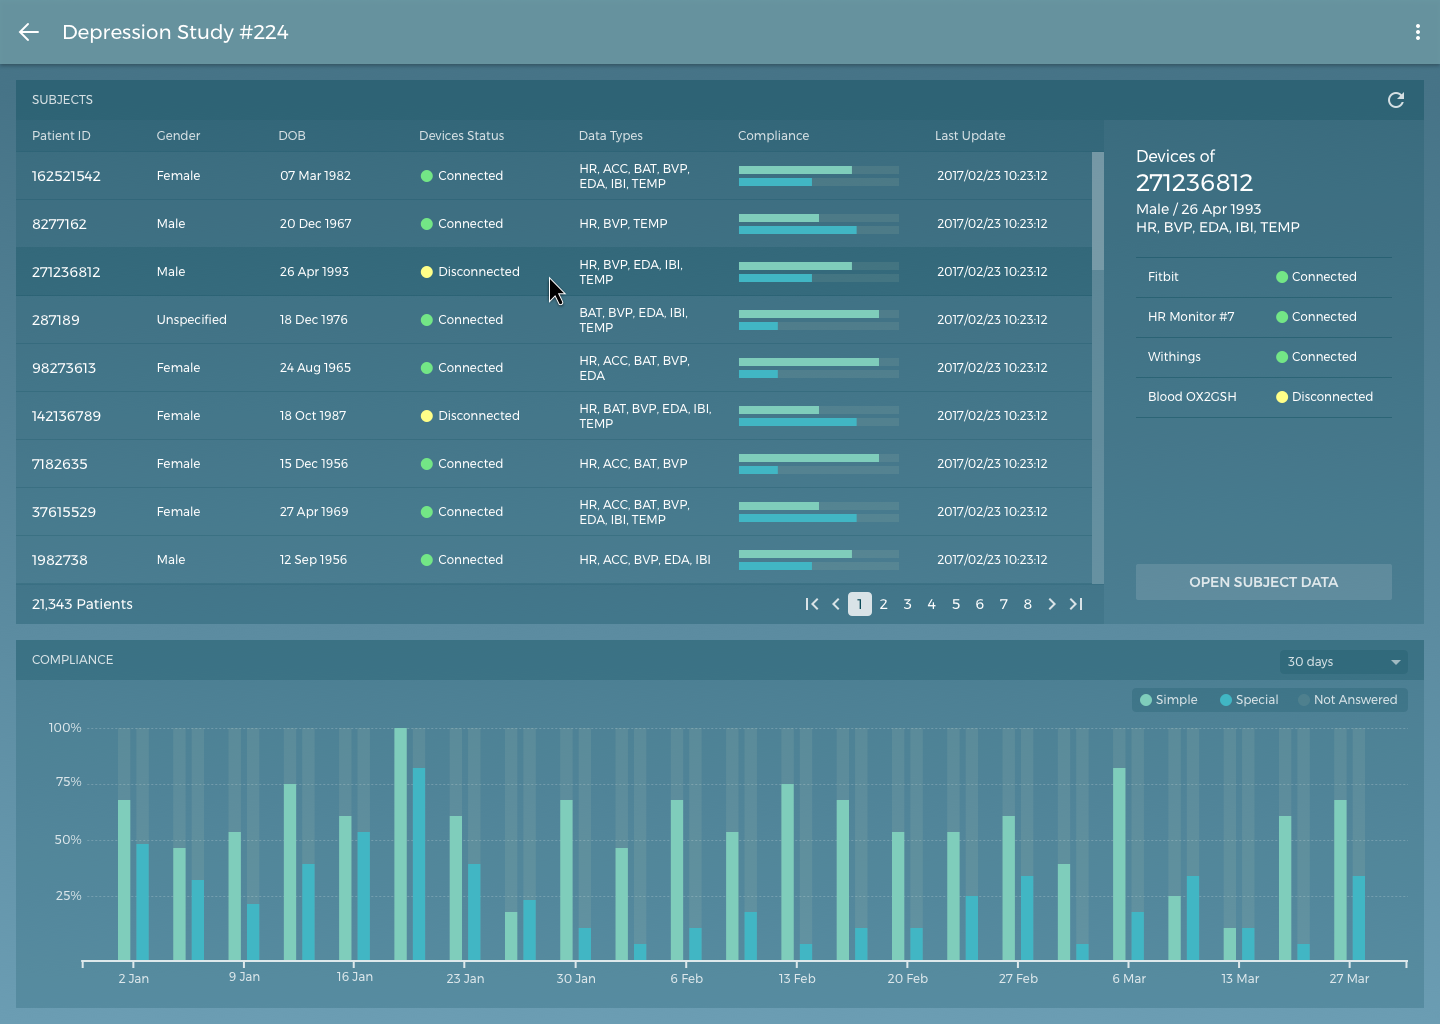 Depression Study #224
SUBJECTS
Patient ID Gender DOB Devices Status Data Types Compliance Last Update
162521542 Female 07 Mar 1982 Connected HR, ACC, BAT, BVP, EDA, IBI, TEMP 2017/02/23 10:23:12
8277162 Male 20 Dec 1967 Connected HR, BVP, TEMP 2017/02/23 10:23:12
271236812 Male 26 Apr 1993 Disconnected HR, BVP, EDA, IBI, TEMP 2017/02/23 10:23:12
287189 Unspecified 18 Dec 1976 Connected BAT, BVP, EDA, IBI, TEMP 2017/02/23 10:23:12
98273613 Female 24 Aug 1965 Connected HR, ACC, BAT, BVP, EDA 2017/02/23 10:23:12
142136789 Female 18 Oct 1987 Disconnected HR, BAT, BVP, EDA, IBI, TEMP 2017/02/23 10:23:12
7182635 Female 15 Dec 1956 Connected HR, ACC, BAT, BVP 2017/02/23 10:23:12
37615529 Female 27 Apr 1969 Connected HR, ACC, BAT, BVP, EDA, IBI, TEMP 2017/02/23 10:23:12
1982738 Male 12 Sep 1956 Connected HR, ACC, BVP, EDA, IBI 2017/02/23 10:23:12
21,343 Patients 1 2 3 4 5 6 7 8
Devices of
271236812
Male / 26 Apr 1993
HR, BVP, EDA, IBI, TEMP
Fitbit Connected
HR Monitor #7 Connected
Withings Connected
Blood OX2GSH Disconnected
OPEN SUBJECT DATA
COMPLIANCE
30 days
Simple Special Not Answered
100%
75%
50%
25%
2 Jan 9 Jan 16 Jan 23 Jan 30 Jan 6 Feb 13 Feb 20 Feb 27 Feb 6 Mar 13 Mar 27 Mar